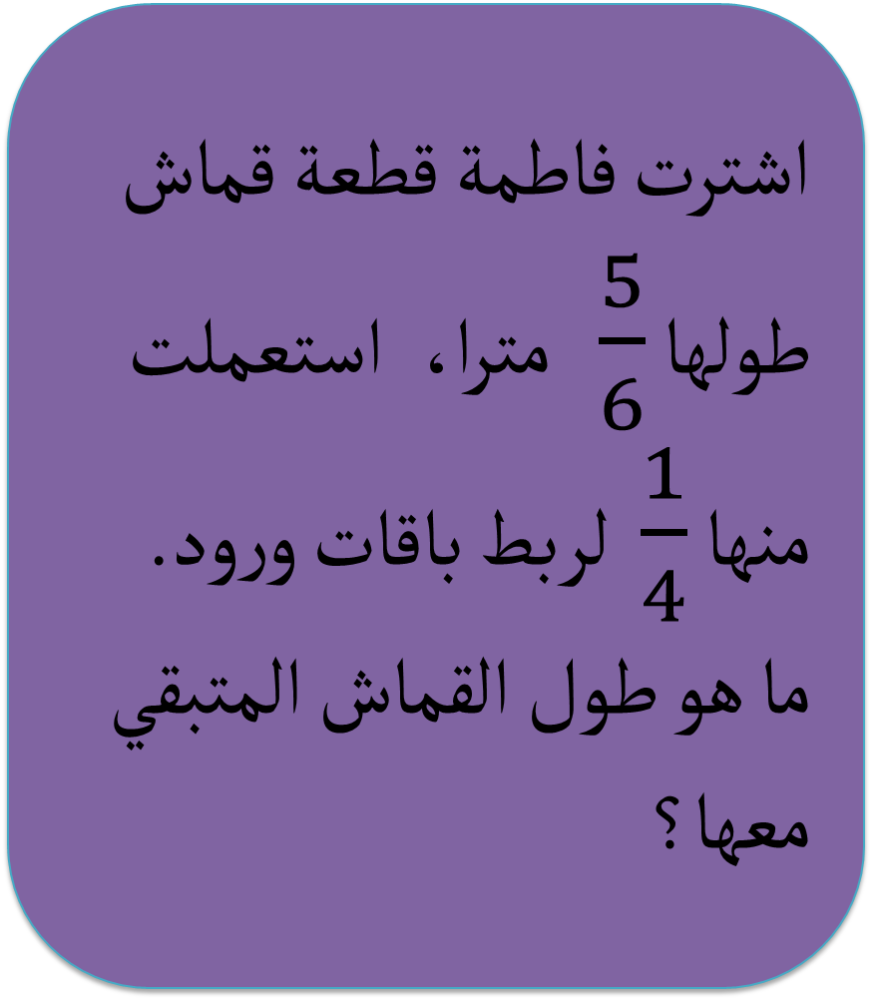 اشترت فاطمة قطعة قماش
طولها 5/6 مترا، استعملت
منها 1/4 لربط باقات ورود.
ما هو طول القماش المتبقي
معها ؟